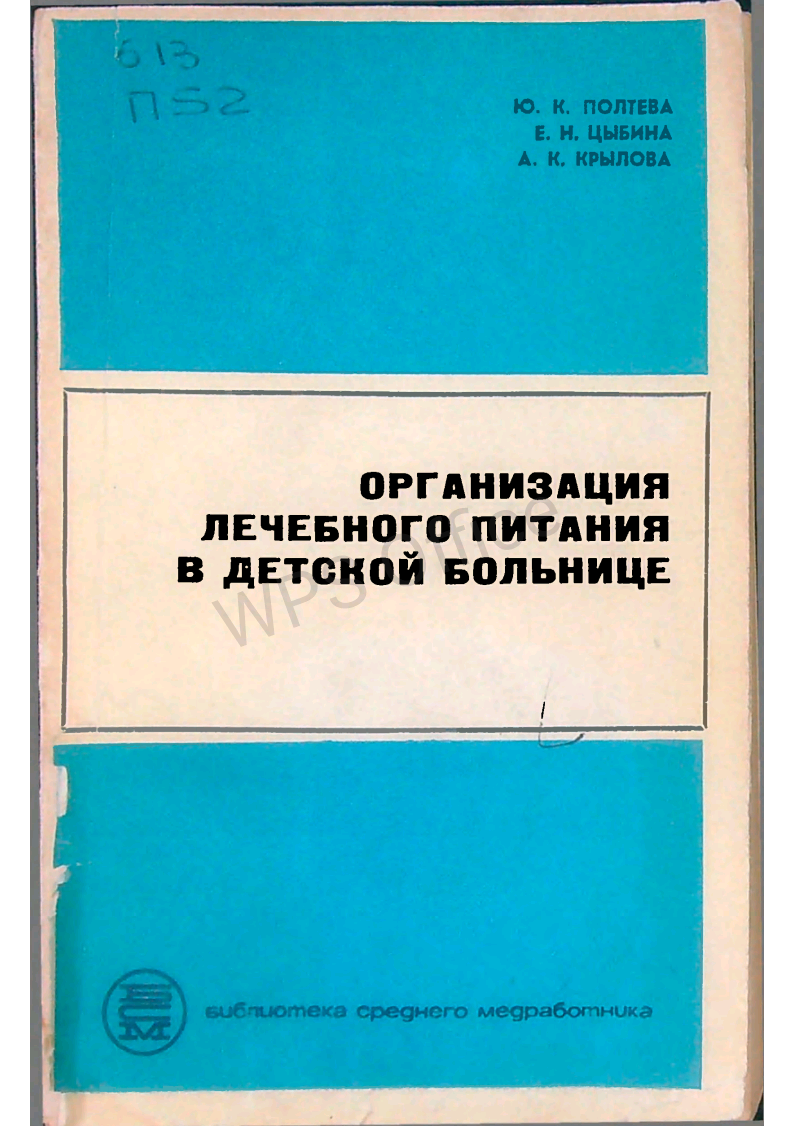 613
П52
Ю. К. ПОЛТЕВА
Е. Н. ЦЫБИНА
А. К. КРЫЛОВА
ОРГАНИЗАЦИЯ
ЛЕЧЕБНОГО ПИТАНИЯ
В ДЕТСКОЙ БОЛЬНИЦЕ
WPS Office
библиотека среднего медработника